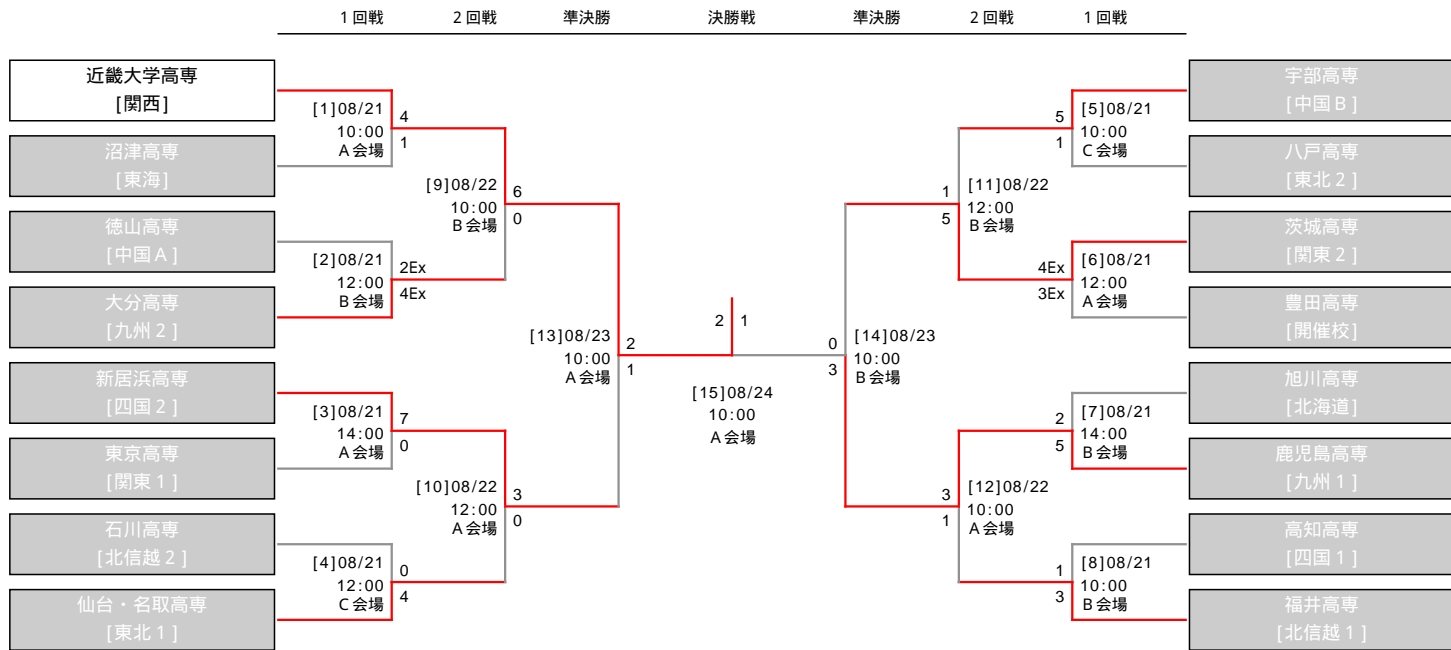 １回戦 ２回戦 準決勝 決勝戦 準決勝 ２回戦 １回戦
近畿大学高専
[関西]
沼津高専
[東海]
徳山高専
[中国Ａ]
大分高専
[九州２]
新居浜高専
[四国２]
東京高専
[関東１]
石川高専
[北信越２]
仙台・名取高専
[東北１]
[1]08/21
10:00
Ａ会場
4
1
[2]08/21
12:00
Ｂ会場
2Ex
4Ex
[3]08/21
14:00
Ａ会場
7
0
[4]08/21
12:00
Ｃ会場
0
4
[9]08/22
10:00
Ｂ会場
6
0
[10]08/22
12:00
Ａ会場
3
0
[13]08/23
10:00
Ａ会場
2
1
2 1
[15]08/24
10:00
Ａ会場
0
3
[14]08/23
10:00
Ｂ会場
1
5
[11]08/22
12:00
Ｂ会場
3
1
[12]08/22
10:00
Ａ会場
5
1
[5]08/21
10:00
Ｃ会場
4Ex
3Ex
[6]08/21
12:00
Ａ会場
2
5
[7]08/21
14:00
Ｂ会場
1
3
[8]08/21
10:00
Ｂ会場
宇部高専
[中国Ｂ]
八戸高専
[東北２]
茨城高専
[関東２]
豊田高専
[開催校]
旭川高専
[北海道]
鹿児島高専
[九州１]
高知高専
[四国１]
福井高専
[北信越１]